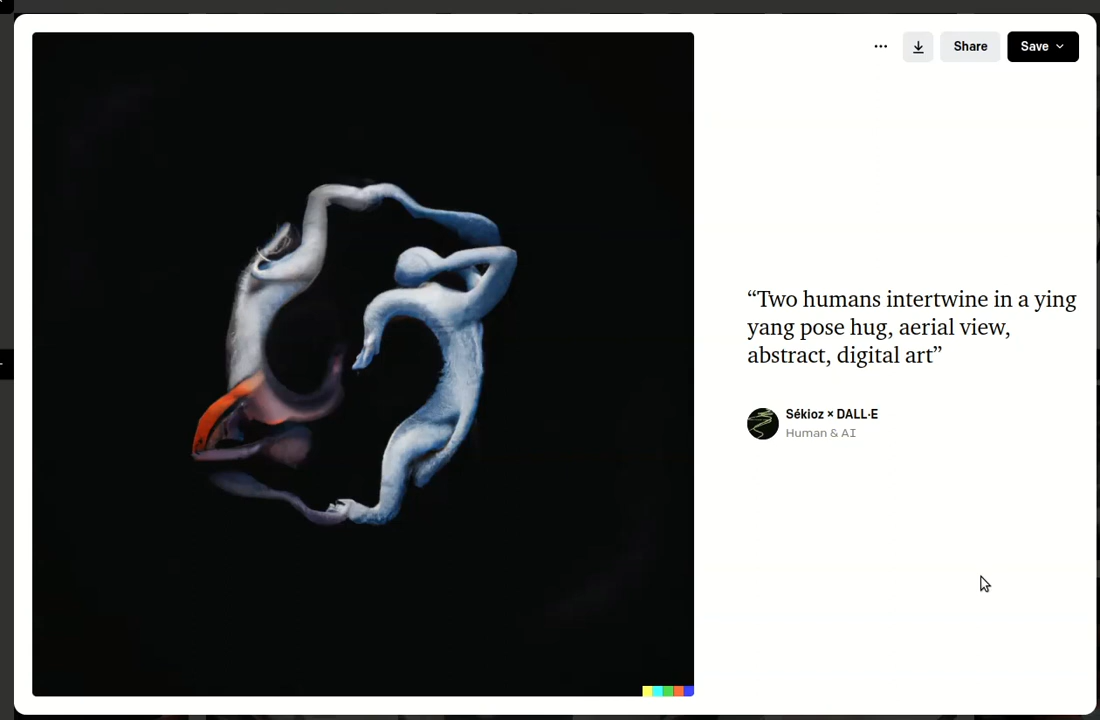 Share
Save
“Two humans intertwine in a ying
yang pose hug, aerial view,
abstract, digital art”
Sékioz × DALL·E
Human & AI